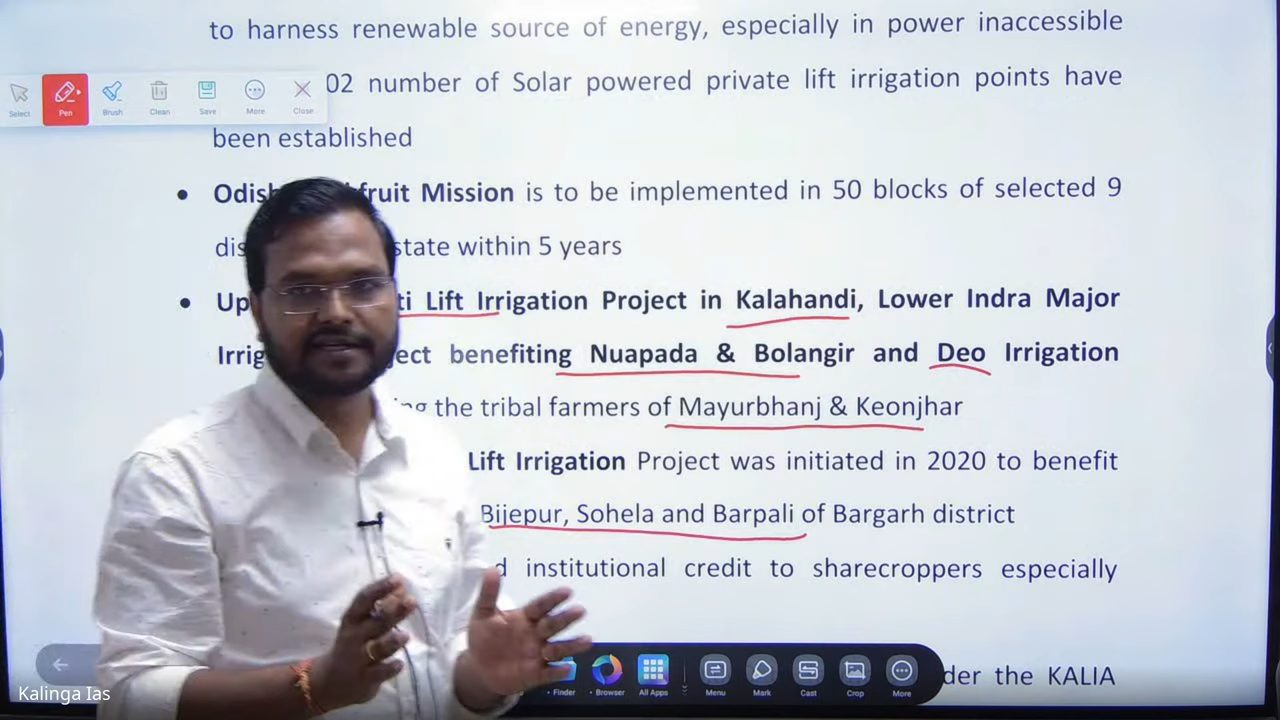 to harness renewable source of energy, especially in power inaccessible
02 number of Solar powered private lift irrigation points have
been established
Select Pen Brush Clean Save More Close
• Odish fruit Mission is to be implemented in 50 blocks of selected 9
dis state within 5 years
• Up ti Lift Irrigation Project in Kalahandi, Lower Indra Major
Irrig ect benefiting Nuapada & Bolangir and Deo Irrigation
ng the tribal farmers of Mayurbhanj & Keonjhar
Lift Irrigation Project was initiated in 2020 to benefit
Bijepur, Sohela and Barpali of Bargarh district
d institutional credit to sharecroppers especially
der the KALIA
Finder Browser All Apps Menu Mark Cast Crop More
Kalinga Ias